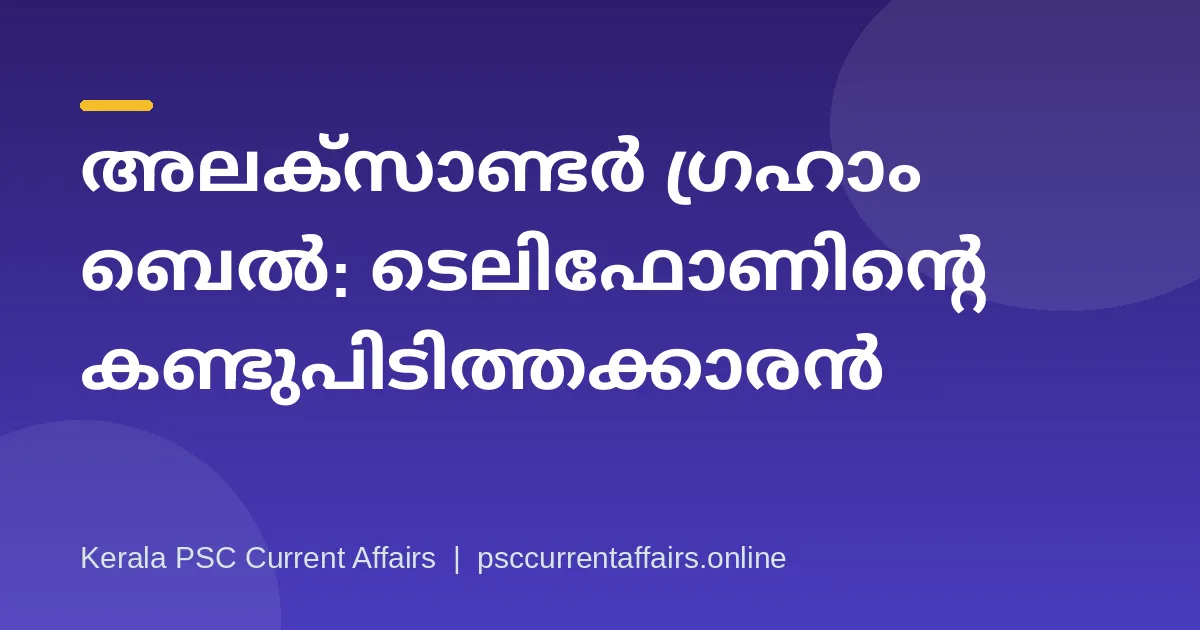 അലക്സാണ്ടർ ഗ്രഹാം
ബെൽ: ടെലിഫോണിന്റെ
കണ്ടുപിടിത്തക്കാരൻ
Kerala PSC Current Affairs | psccurrentaffairs.online